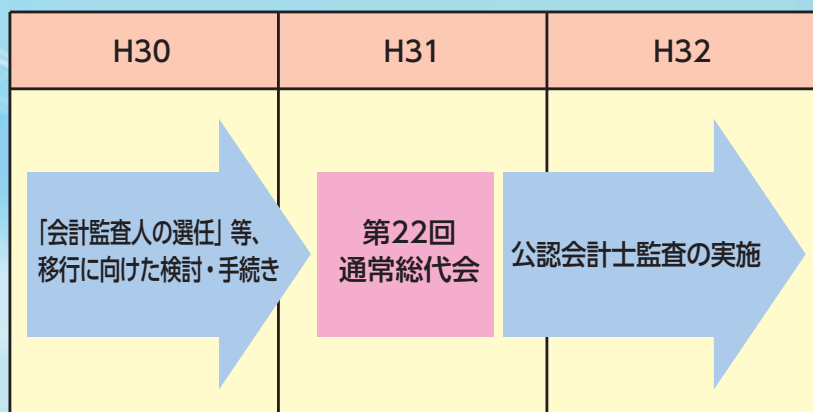 H30
H31
H32
「会計監査人の選任」等、
移行に向けた検討・手続き
第22回
通常総代会
公認会計士監査の実施